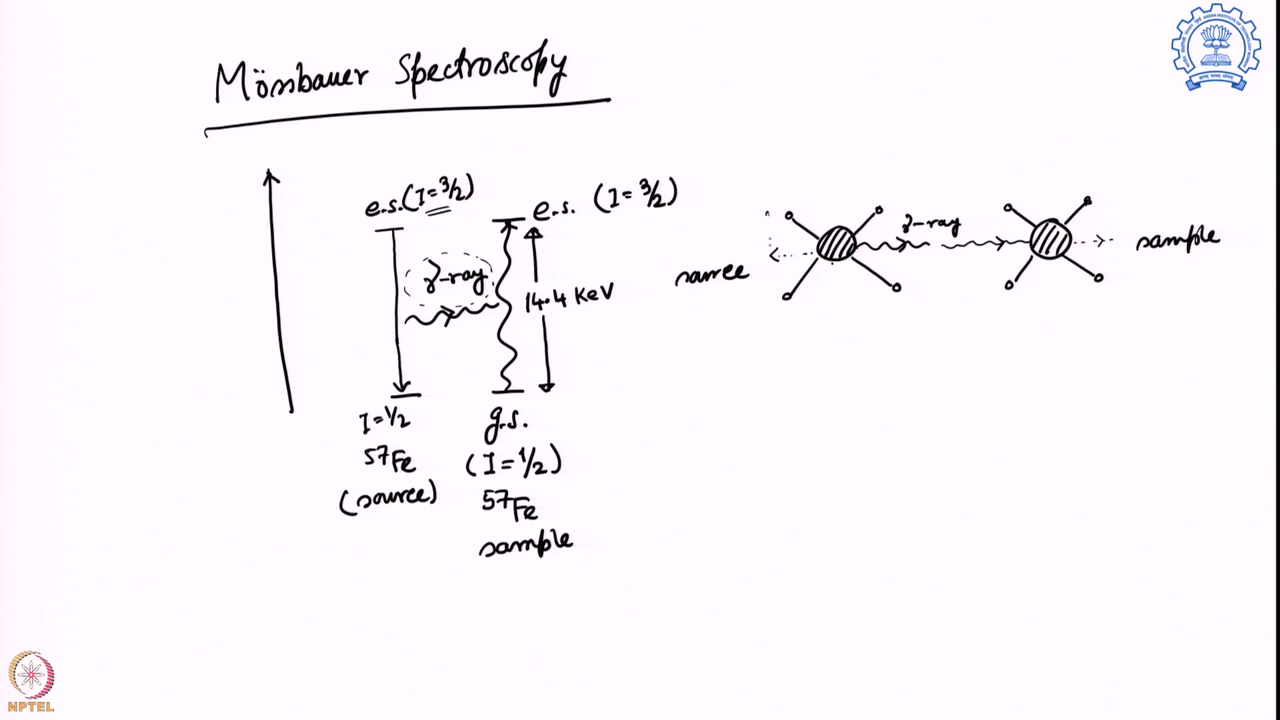 Mössbauer Spectroscopy
e.s. (I = 3/2)
e.s. (I = 3/2)
γ-ray
14.4 KeV
I = 1/2
57Fe
(source)
g.s.
(I = 1/2)
57Fe
sample
source
γ-ray
sample
NPTEL